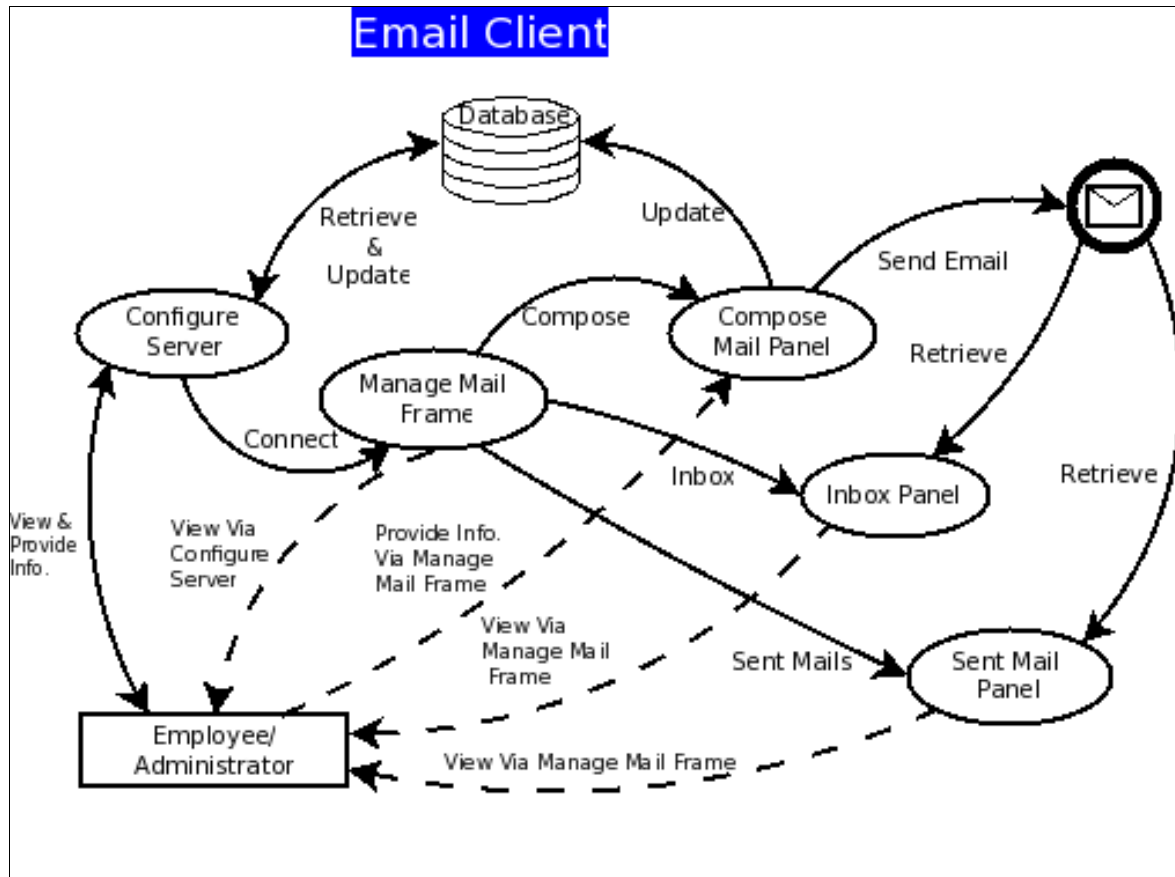 Email Client
Database
Retrieve
&
Update
Update
Send Email
Configure
Server
Compose
Compose
Mail Panel
Manage Mail
Frame
Retrieve
Connect
Inbox
Inbox Panel
Retrieve
View &
Provide
Info.
View Via
Configure
Server
Provide Info.
Via Manage
Mail Frame
View Via
Manage Mail
Frame
Sent Mails
Sent Mail
Panel
Employee/
Administrator
View Via Manage Mail Frame